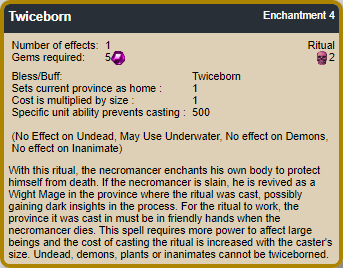 Twiceborn Enchantment 4
Number of effects: 1 Ritual
Gems required: 5 2
Bless/Buff: Twiceborn
Sets current province as home : 1
Cost is multiplied by size : 1
Specific unit ability prevents casting : 500
(No Effect on Undead, May Use Underwater, No effect on Demons,
No effect on Inanimate)
With this ritual, the necromancer enchants his own body to protect
himself from death. If the necromancer is slain, he is revived as a
Wight Mage in the province where the ritual was cast, possibly
gaining dark insights in the process. For the ritual to work, the
province it was cast in must be in friendly hands when the
necromancer dies. This spell requires more power to affect large
beings and the cost of casting the ritual is increased with the caster's
size. Undead, demons, plants or inanimates cannot be twiceborned.